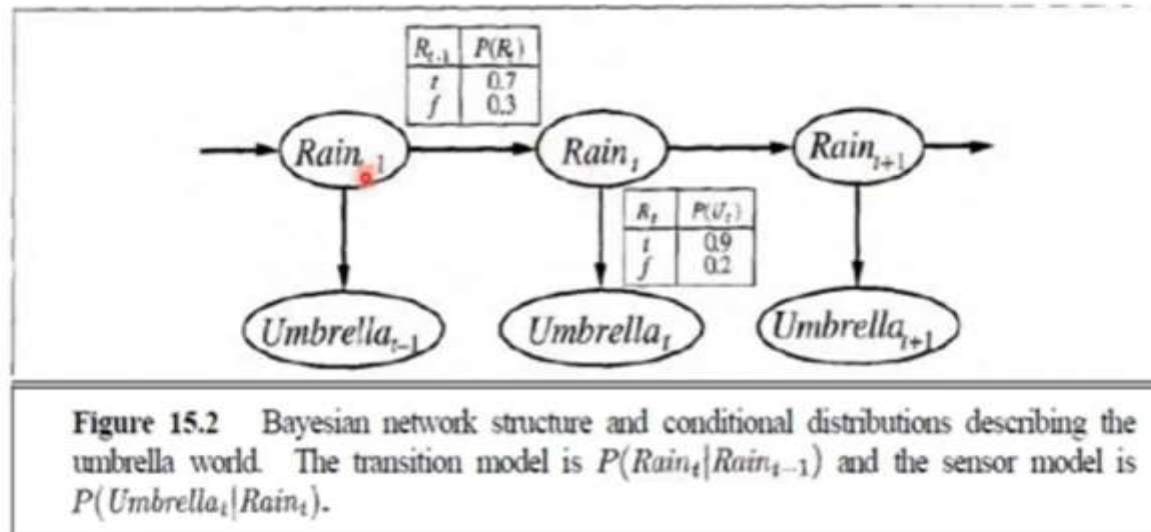 R_{t-1} P(R_t)
t 0.7
f 0.3
Rain_{t-1} Rain_t Rain_{t+1}
R_t P(U_t)
t 0.9
f 0.2
Umbrella_{t-1} Umbrella_t Umbrella_{t+1}
Figure 15.2 Bayesian network structure and conditional distributions describing the
umbrella world. The transition model is P(Rain_t|Rain_{t-1}) and the sensor model is
P(Umbrella_t|Rain_t).